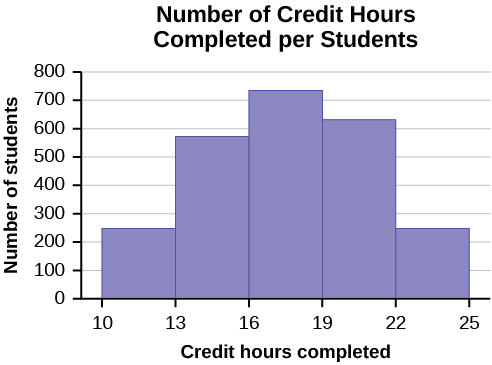 Number of Credit Hours
Completed per Students
Number of students
800
700
600
500
400
300
200
100
0
10 13 16 19 22 25
Credit hours completed